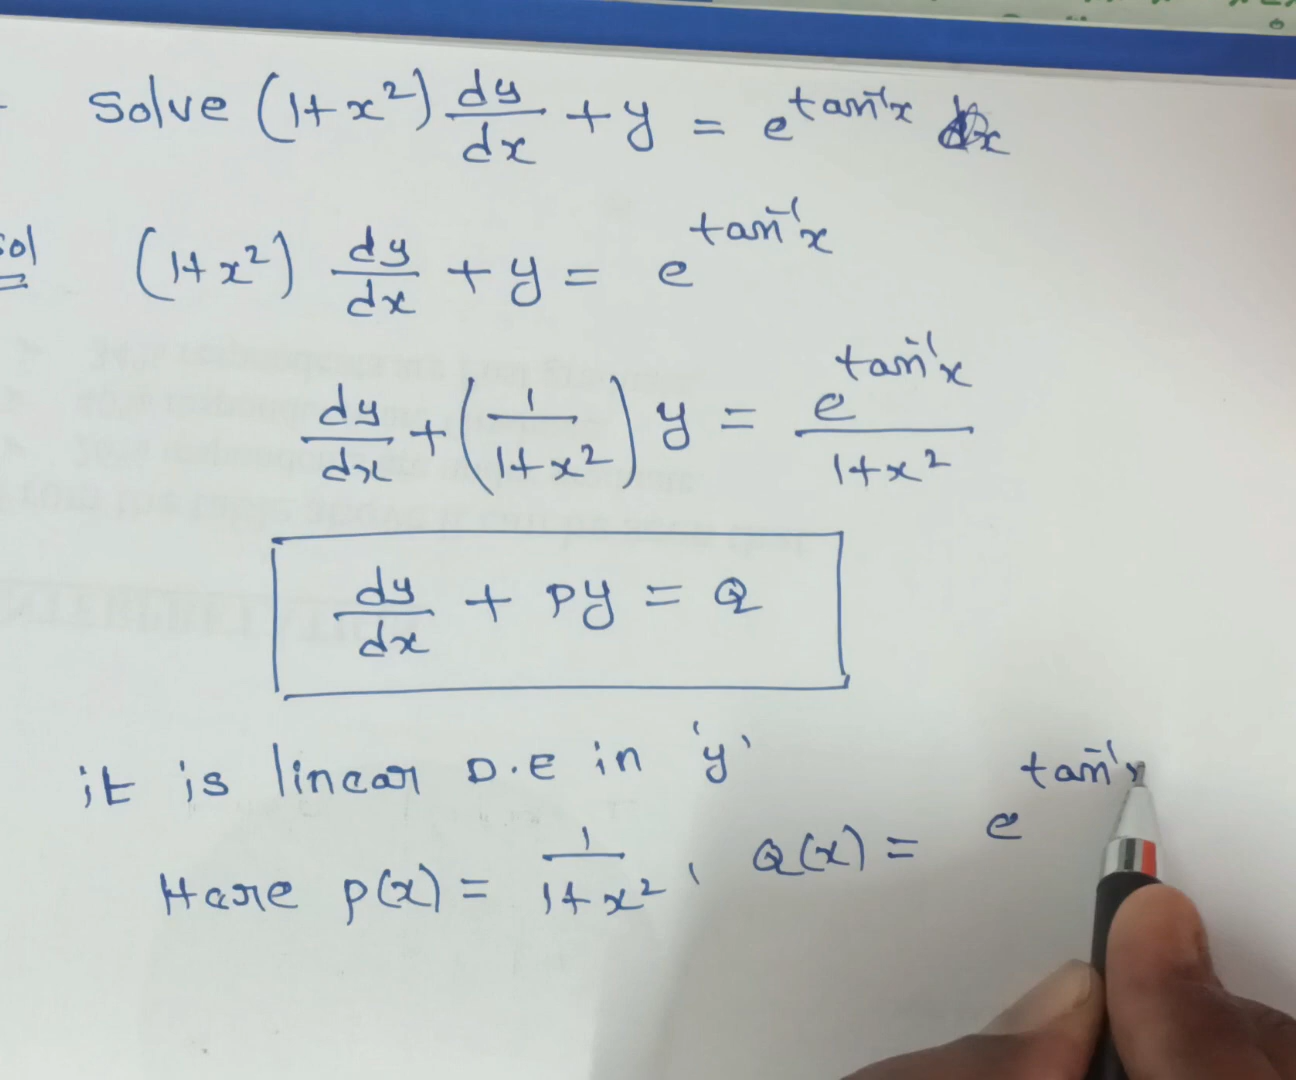 Solve (1+x²) dy/dx + y = e^tan⁻¹x
sol (1+x²) dy/dx + y = e^tan⁻¹x
dy/dx + (1/1+x²) y = e^tan⁻¹x/1+x²
dy/dx + Py = Q
it is linear D.E in 'y'
Here P(x) = 1/1+x², Q(x) = e^tan⁻¹x